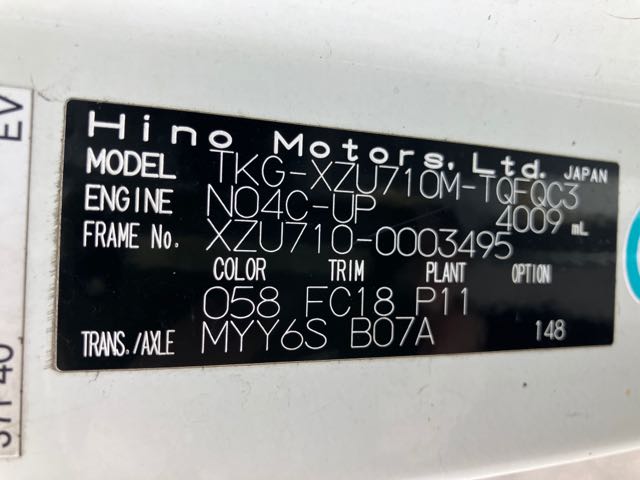 Hino Motors, Ltd. JAPAN
MODEL TKG-XZU710M-TQFQC3
ENGINE N04C-UP 4009 mL
FRAME No. XZU710-0003495
COLOR TRIM PLANT OPTION
058 FC18 P11
TRANS./AXLE MYY6S B07A 148
EV